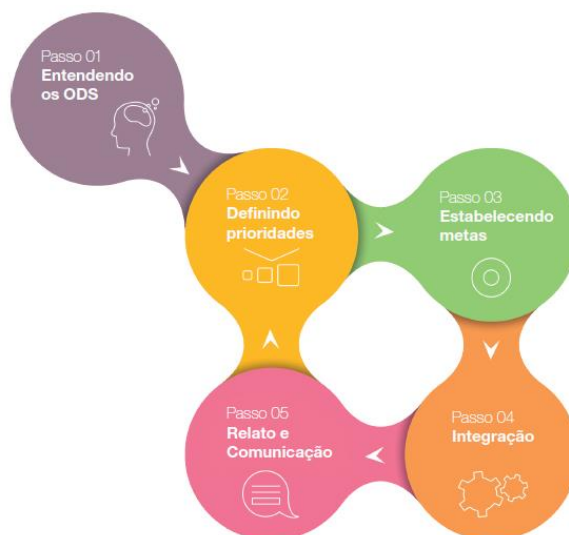 Passo 01
Entendendo
os ODS
Passo 02
Definindo
prioridades
Passo 03
Estabelecendo
metas
Passo 04
Integração
Passo 05
Relato e
Comunicação